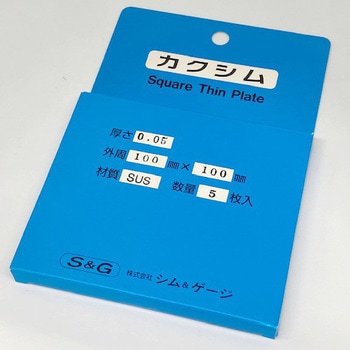 カクシム
Square Thin Plate
厚さ 0.05
外周 100 ㎜ × 100 ㎜
材質 SUS 数量 5 枚入
S&G 株式会社 シム&ゲージ